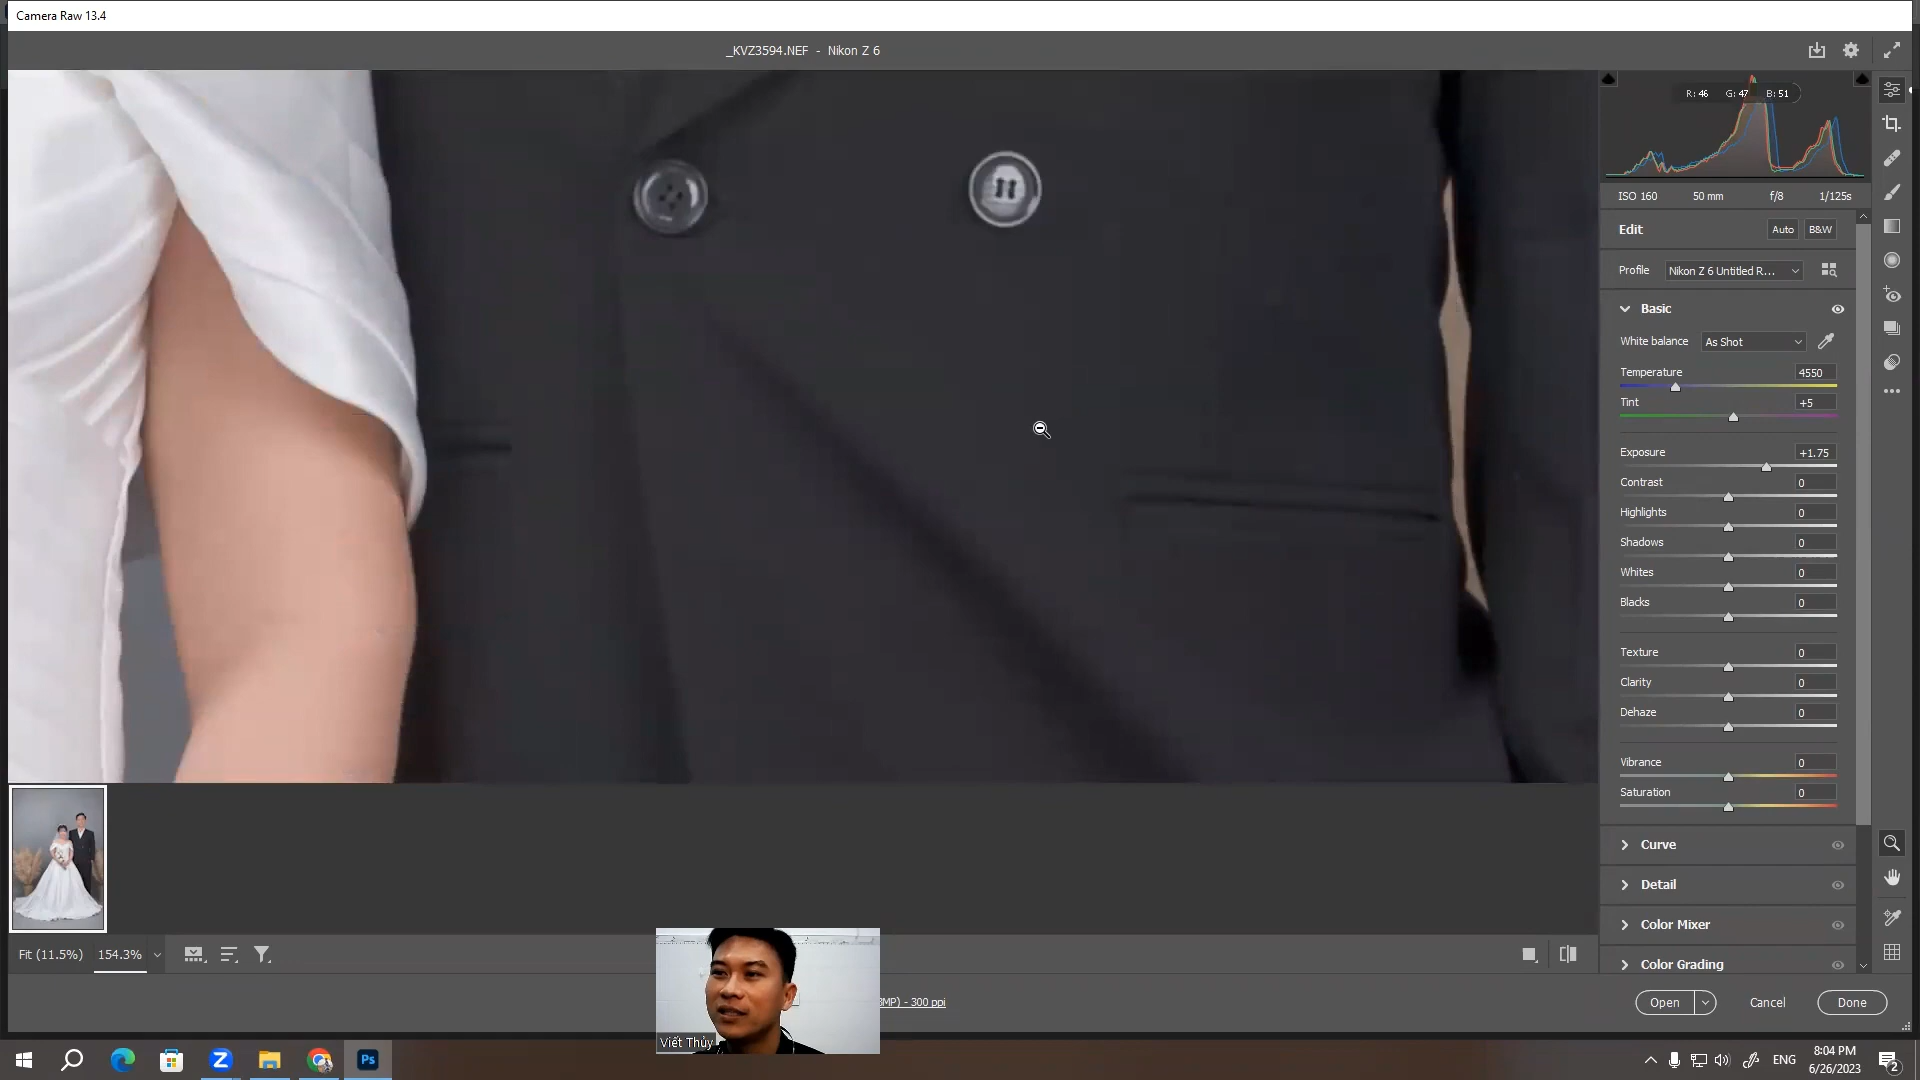 Camera Raw 13.4
_KVZ3594.NEF - Nikon Z 6
R: 46 G: 47 B: 51
ISO 160 50 mm f/8 1/125s
Edit Auto B&W
Profile Nikon Z 6 Untitled R...
Basic
White balance As Shot
Temperature 4550
Tint +5
Exposure +1.75
Contrast 0
Highlights 0
Shadows 0
Whites 0
Blacks 0
Texture 0
Clarity 0
Dehaze 0
Vibrance 0
Saturation 0
Curve
Detail
Color Mixer
Color Grading
Fit (11.5%) 154.3%
MP) - 300 ppi
Open Cancel Done
Viết Thủy
Ps
ENG
8:04 PM
6/26/2023
2